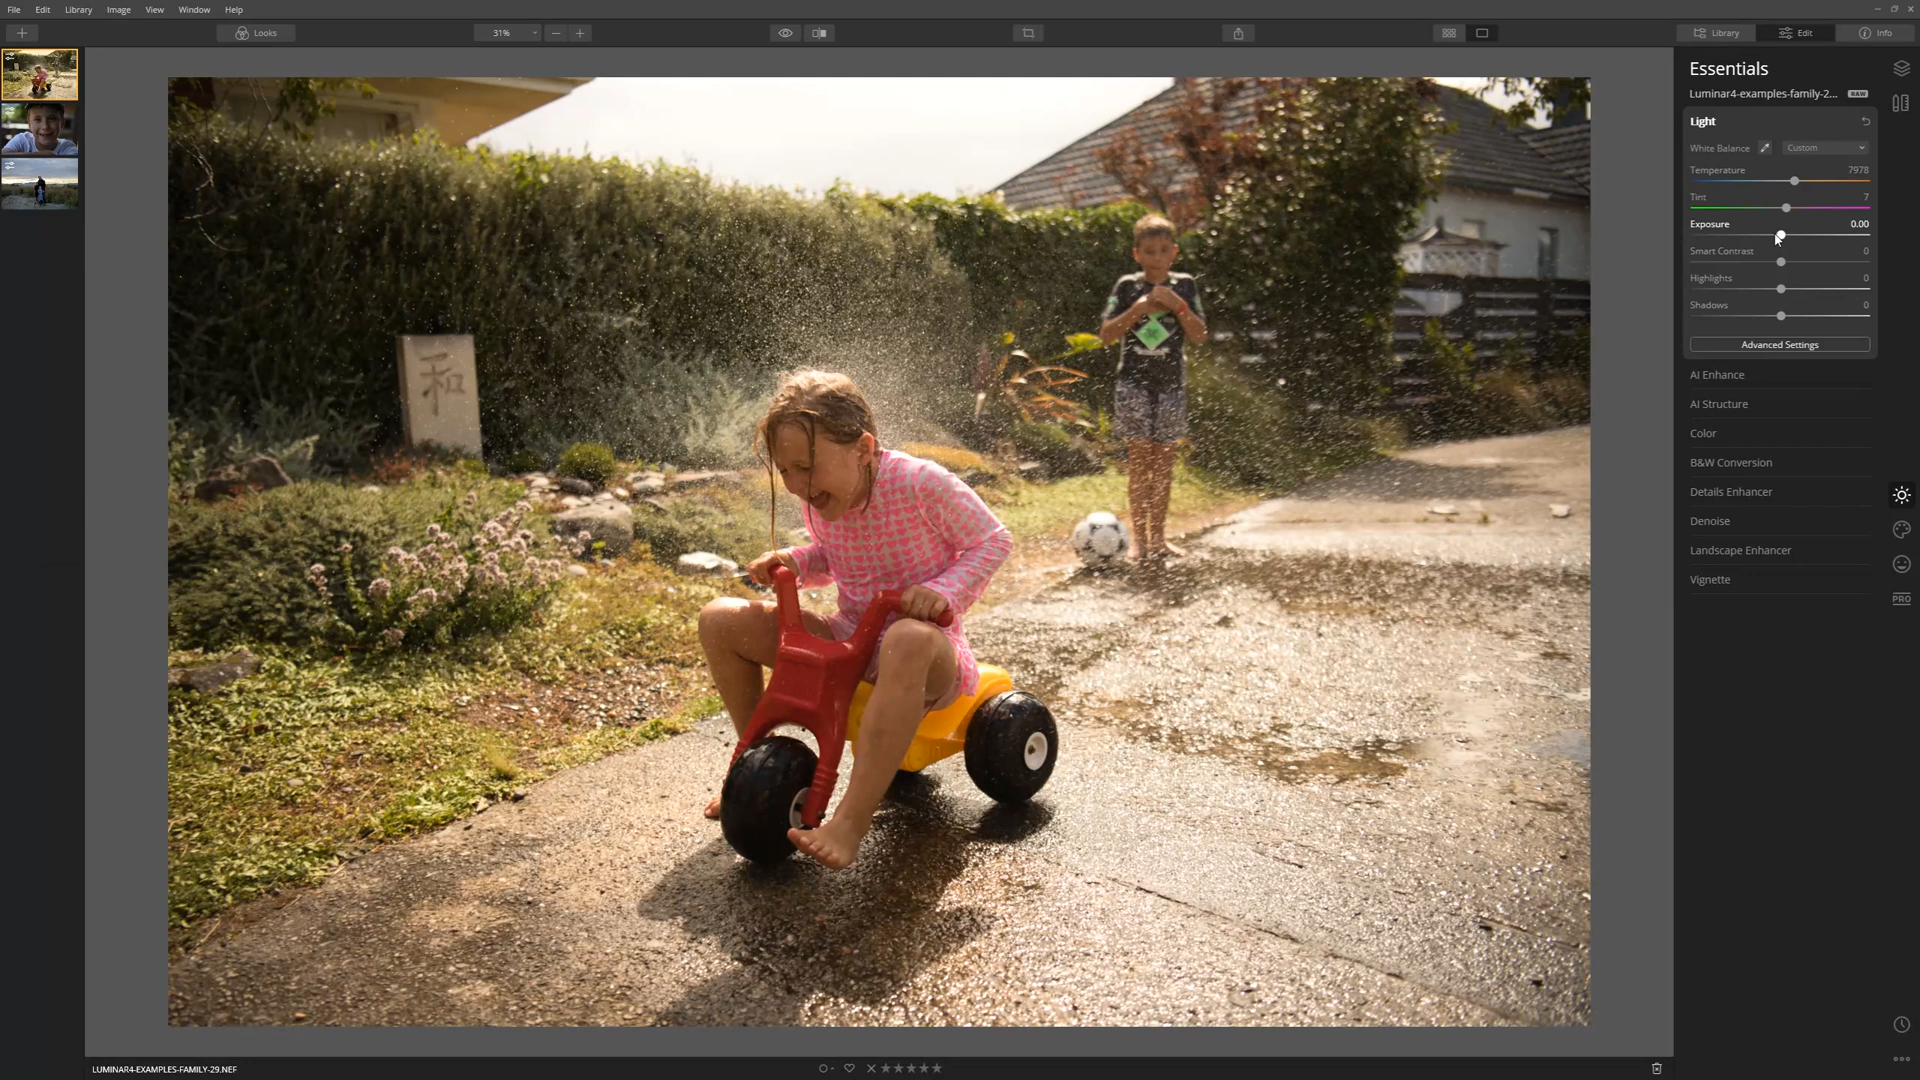 File Edit Library Image View Window Help
Looks 31% Library Edit Info
Essentials
Luminar4-examples-family-2... RAW
Light
White Balance Custom
Temperature 7978
Tint 7
Exposure 0.00
Smart Contrast 0
Highlights 0
Shadows 0
Advanced Settings
AI Enhance
AI Structure
Color
B&W Conversion
Details Enhancer
Denoise
Landscape Enhancer
Vignette
PRO
和
LUMINAR4-EXAMPLES-FAMILY-29.NEF